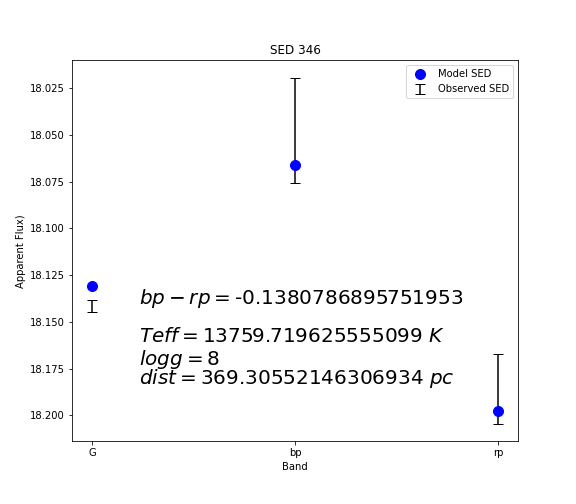 SED 346
Model SED
Observed SED
Apparent Flux)
18.025
18.050
18.075
18.100
18.125
18.150
18.175
18.200
bp − rp = -0.1380786895751953
Teff = 13759.719625555099 K
logg = 8
dist = 369.30552146306934 pc
G
bp
rp
Band